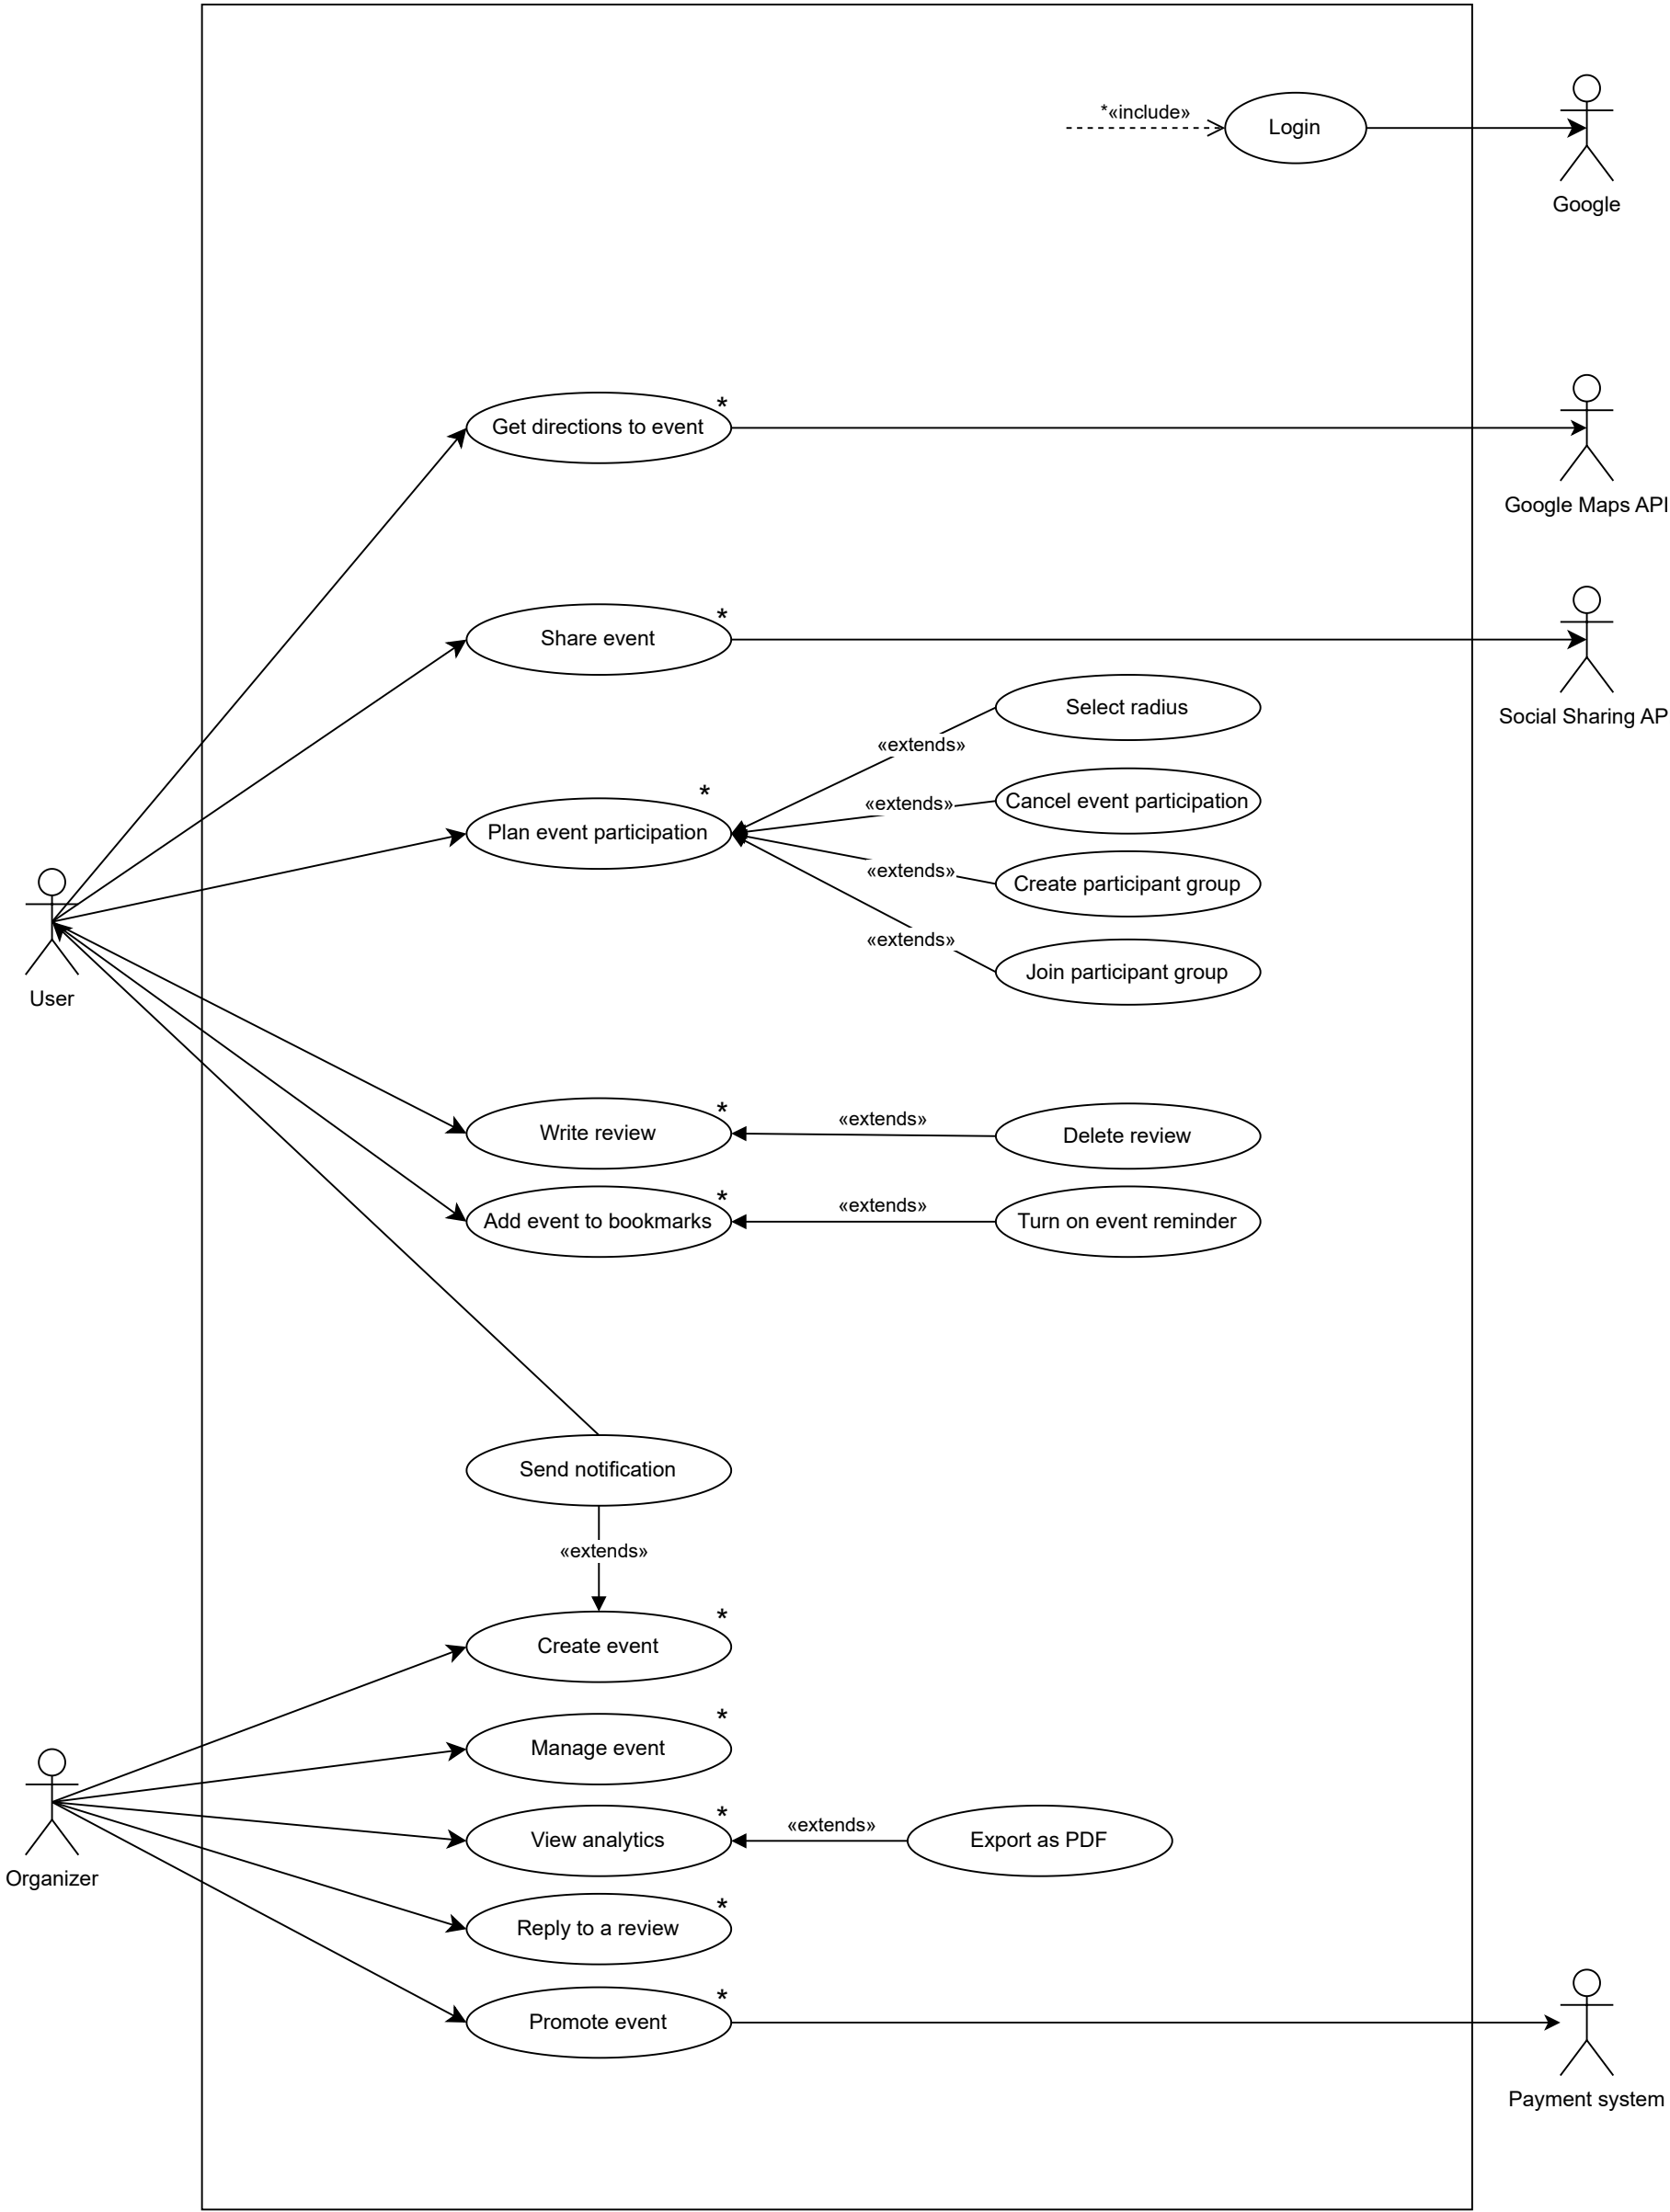 *«include»
Login
Google
*
Get directions to event
Google Maps API
*
Share event
Social Sharing AP
Select radius
«extends»
*
Cancel event participation
«extends»
Plan event participation
«extends»
Create participant group
«extends»
Join participant group
User
*
Write review
«extends»
Delete review
*
Add event to bookmarks
«extends»
Turn on event reminder
Send notification
«extends»
*
Create event
*
Manage event
*
View analytics
«extends»
Export as PDF
Organizer
*
Reply to a review
*
Promote event
Payment system